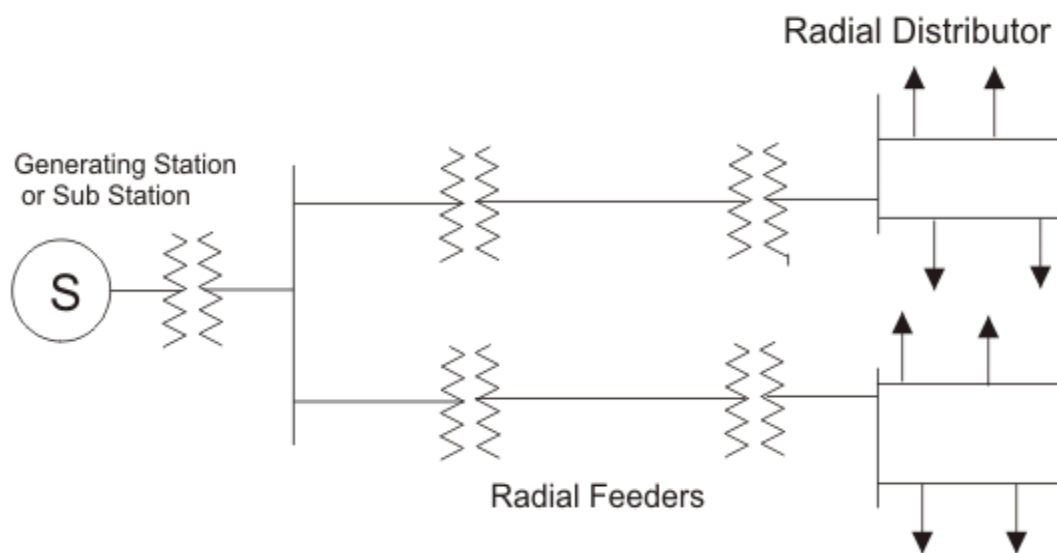 Radial Distributor
Generating Station
or Sub Station
S
Radial Feeders